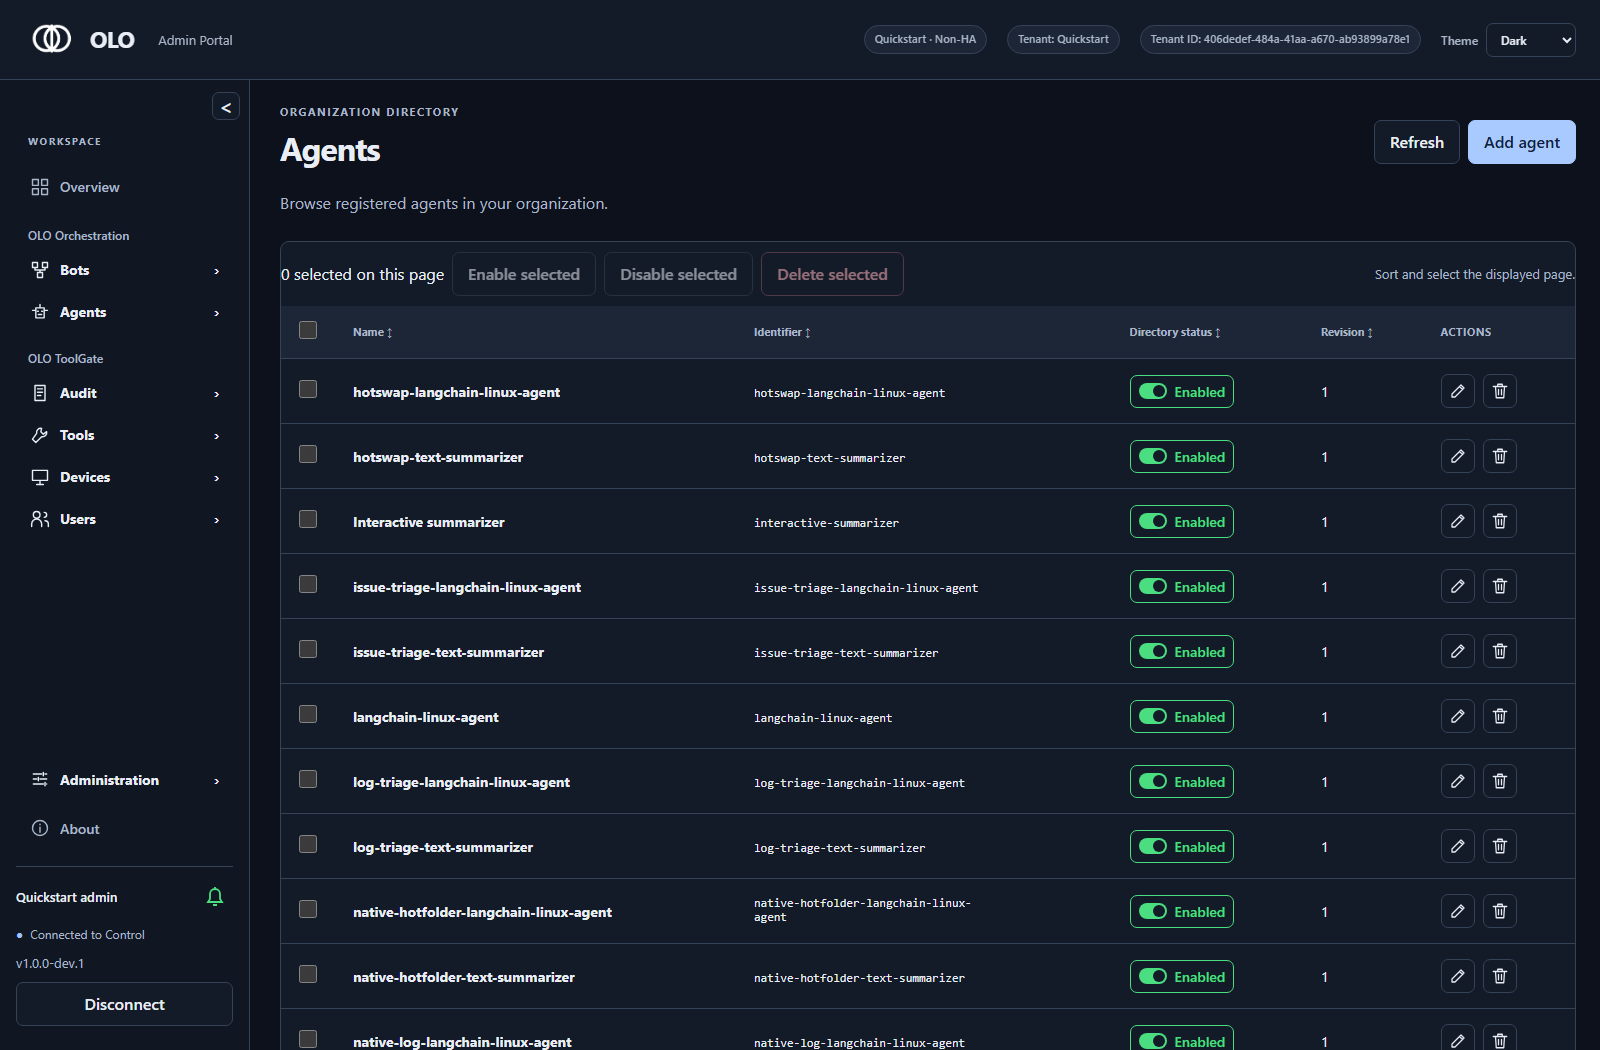 OLO Admin Portal Quickstart · Non-HA Tenant: Quickstart Tenant ID: 406dedef-484a-41aa-a670-ab93899a78e1 Theme Dark
<
WORKSPACE
Overview
OLO Orchestration
Bots ›
Agents ›
OLO ToolGate
Audit ›
Tools ›
Devices ›
Users ›
Administration ›
About
Quickstart admin
Connected to Control
v1.0.0-dev.1
Disconnect
ORGANIZATION DIRECTORY
Agents
Refresh Add agent
Browse registered agents in your organization.
0 selected on this page Enable selected Disable selected Delete selected Sort and select the displayed page.
Name ↕ Identifier ↕ Directory status ↕ Revision ↕ ACTIONS
hotswap-langchain-linux-agent hotswap-langchain-linux-agent Enabled 1
hotswap-text-summarizer hotswap-text-summarizer Enabled 1
Interactive summarizer interactive-summarizer Enabled 1
issue-triage-langchain-linux-agent issue-triage-langchain-linux-agent Enabled 1
issue-triage-text-summarizer issue-triage-text-summarizer Enabled 1
langchain-linux-agent langchain-linux-agent Enabled 1
log-triage-langchain-linux-agent log-triage-langchain-linux-agent Enabled 1
log-triage-text-summarizer log-triage-text-summarizer Enabled 1
native-hotfolder-langchain-linux-agent native-hotfolder-langchain-linux-
agent Enabled 1
native-hotfolder-text-summarizer native-hotfolder-text-summarizer Enabled 1
native-log-langchain-linux-agent native-log-langchain-linux-agent Enabled 1